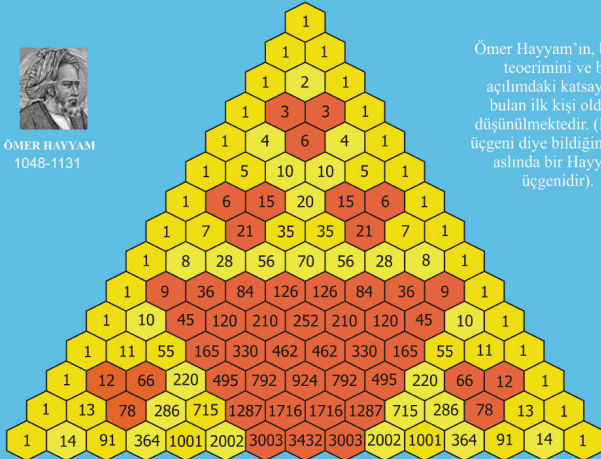 ÖMER HAYYAM
1048-1131
Ömer Hayyam'ın, b
teoerimini ve b
açılımdaki katsay
bulan ilk kişi old
düşünülmektedir. (
üçgeni diye bildiğin
aslında bir Hayy
üçgenidir).
1
1 1
1 2 1
1 3 3 1
1 4 6 4 1
1 5 10 10 5 1
1 6 15 20 15 6 1
1 7 21 35 35 21 7 1
1 8 28 56 70 56 28 8 1
1 9 36 84 126 126 84 36 9 1
1 10 45 120 210 252 210 120 45 10 1
1 11 55 165 330 462 462 330 165 55 11 1
1 12 66 220 495 792 924 792 495 220 66 12 1
1 13 78 286 715 1287 1716 1716 1287 715 286 78 13 1
1 14 91 364 1001 2002 3003 3432 3003 2002 1001 364 91 14 1